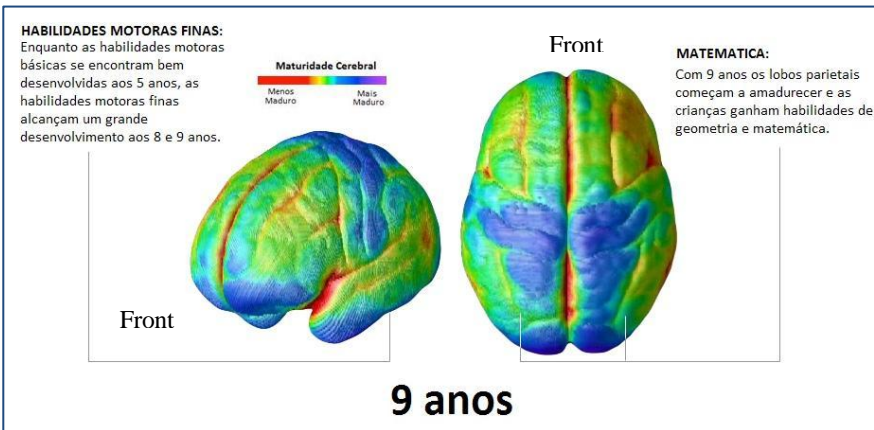 HABILIDADES MOTORAS FINAS:
Enquanto as habilidades motoras
básicas se encontram bem
desenvolvidas aos 5 anos, as
habilidades motoras finas
alcançam um grande
desenvolvimento aos 8 e 9 anos.
Maturidade Cerebral
Menos
Maduro
Mais
Maduro
Front
Front
MATEMATICA:
Com 9 anos os lobos parietais
começam a amadurecer e as
crianças ganham habilidades de
geometria e matemática.
9 anos